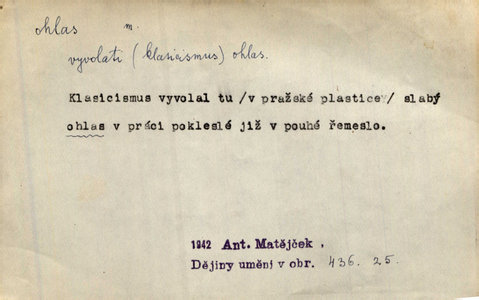 ohlas m.
vyvolati (klasicismus) ohlas.
Klasicismus vyvolal tu /v pražské plastice/ slabý
ohlas v práci pokleslé již v pouhé řemeslo.
1942 Ant. Matějček,
Dějiny umění v obr. 436. 25.